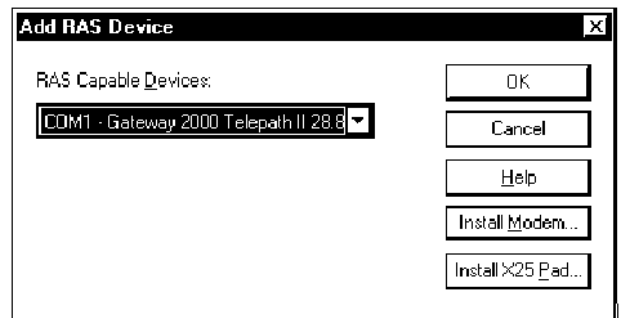 Add RAS Device
RAS Capable Devices:
COM1 - Gateway 2000 Telepath II 28.8
OK
Cancel
Help
Install Modem...
Install X25 Pad...